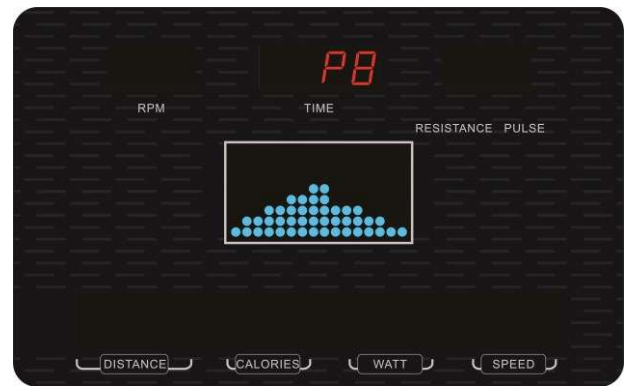 P8
RPM TIME
RESISTANCE PULSE
DISTANCE CALORIES WATT SPEED